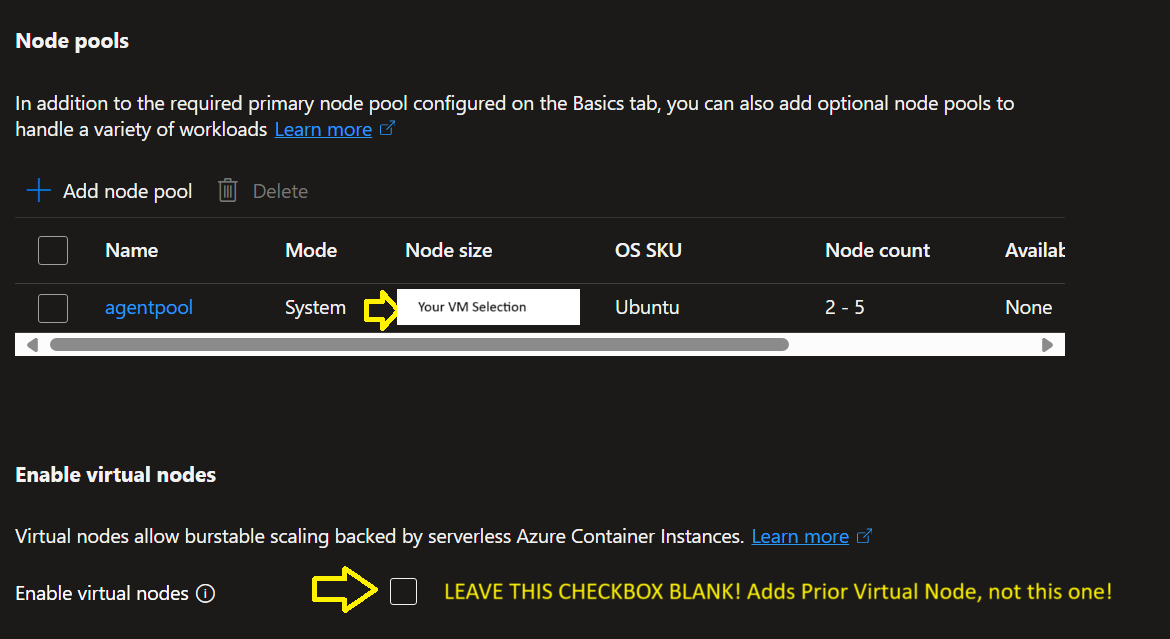 Node pools
In addition to the required primary node pool configured on the Basics tab, you can also add optional node pools to
handle a variety of workloads Learn more
Add node pool Delete
Name Mode Node size OS SKU Node count Availab
agentpool System Your VM Selection Ubuntu 2 - 5 None
Enable virtual nodes
Virtual nodes allow burstable scaling backed by serverless Azure Container Instances. Learn more
Enable virtual nodes LEAVE THIS CHECKBOX BLANK! Adds Prior Virtual Node, not this one!